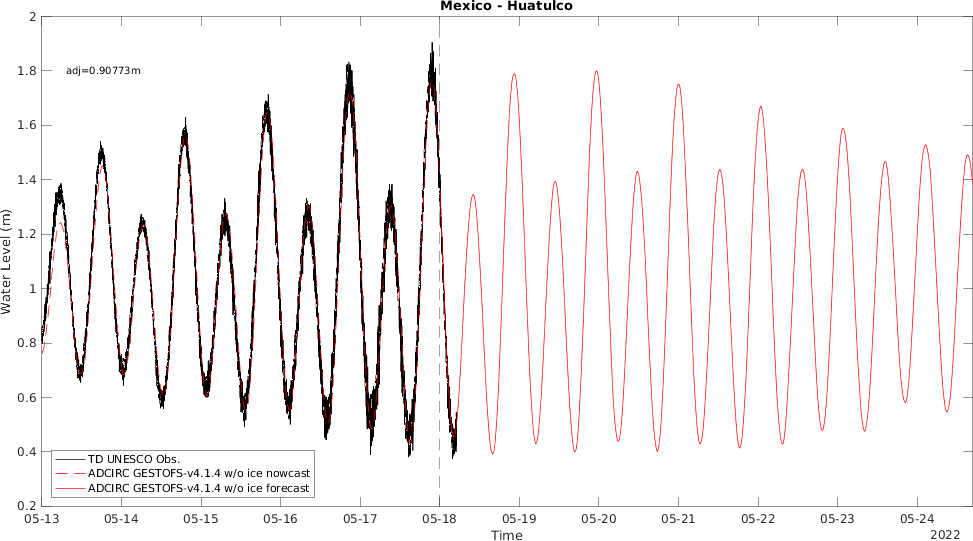 Mexico - Huatulco
2
1.8
1.6
1.4
1.2
1
0.8
0.6
0.4
0.2
Water Level (m)
adj=0.90773m
TD UNESCO Obs.
ADCIRC GESTOFS-v4.1.4 w/o ice nowcast
ADCIRC GESTOFS-v4.1.4 w/o ice forecast
05-13 05-14 05-15 05-16 05-17 05-18 05-19 05-20 05-21 05-22 05-23 05-24
2022
Time